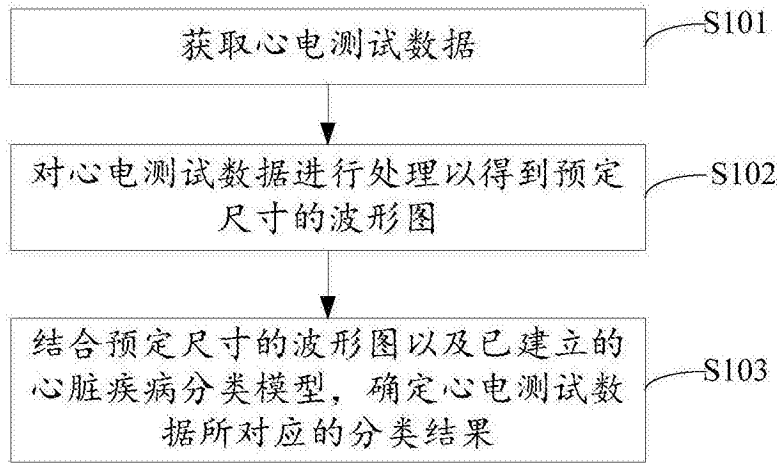 获取心电测试数据
S101
对心电测试数据进行处理以得到预定
尺寸的波形图
S102
结合预定尺寸的波形图以及已建立的
心脏疾病分类模型，确定心电测试数
据所对应的分类结果
S103